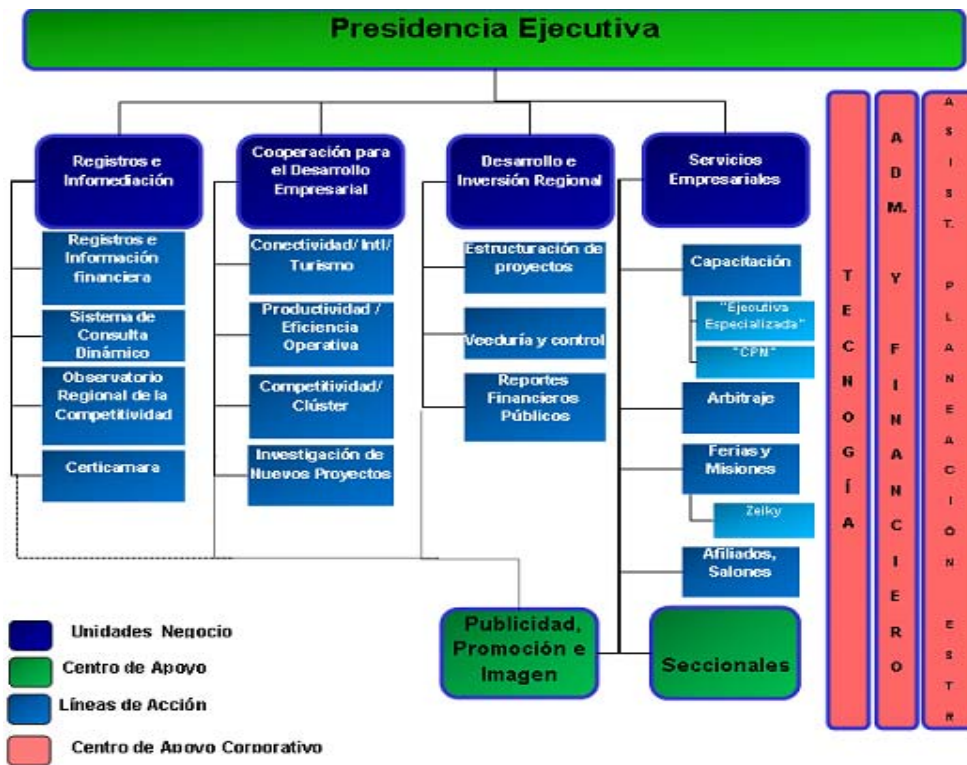 Presidencia Ejecutiva
Registros e
Infomediación
Cooperación para
el Desarrollo
Empresarial
Desarrollo e
Inversión Regional
Servicios
Empresariales
Registros e
Información
financiera
Sistema de
Consulta
Dinámico
Observatorio
Regional de la
Competitividad
Certicamara
Conectividad/ Intl/
Turismo
Productividad /
Eficiencia
Operativa
Competitividad/
Clúster
Investigación de
Nuevos Proyectos
Estructuración de
proyectos
Veeduría y control
Reportes
Financieros
Públicos
Capacitación
"Ejecutiva
Especializada"
"CPN"
Arbitraje
Ferias y
Misiones
Zeiky
Afiliados,
Salones
Publicidad,
Promoción e
Imagen
Seccionales
TECNOGÍA
ADM. Y FINANCIERO
ASIST. PLANEACIÓN ESTR
Unidades Negocio
Centro de Apoyo
Líneas de Acción
Centro de Apoyo Corporativo